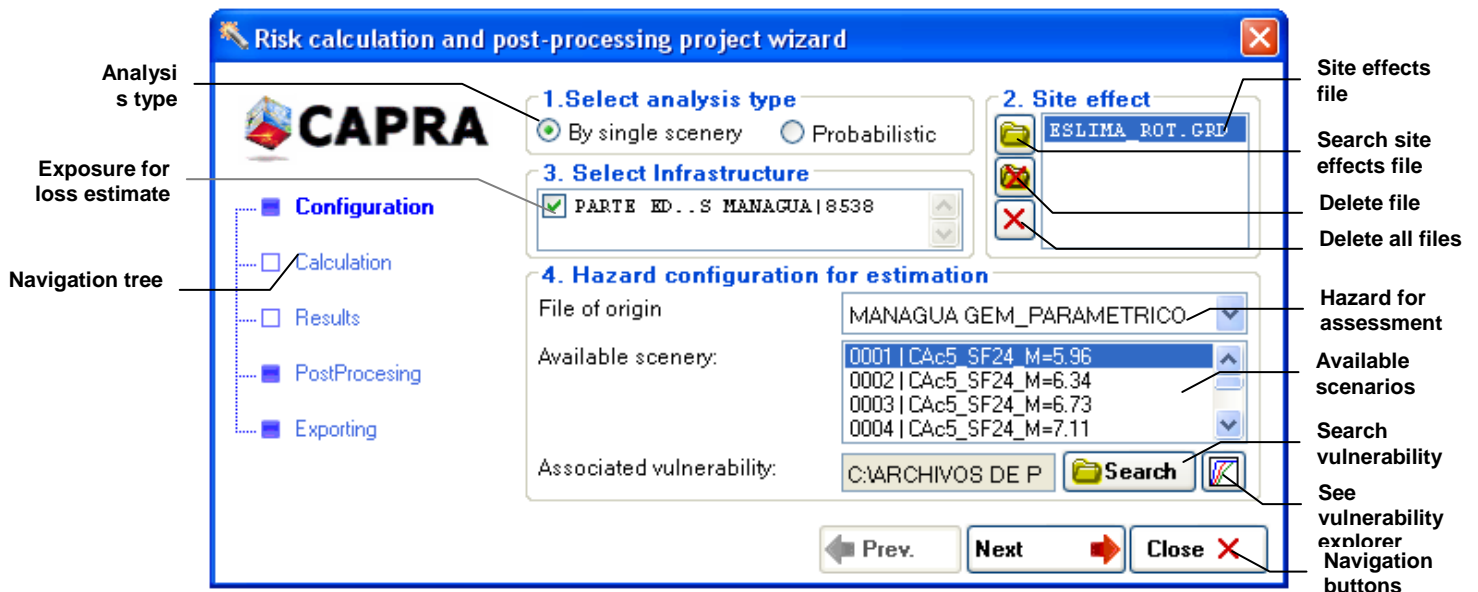 Risk calculation and post-processing project wizard
Analysi
s type
Exposure for
loss estimate
Navigation tree
CAPRA
Configuration
Calculation
Results
PostProcesing
Exporting
1.Select analysis type
By single scenery
Probabilistic
3. Select Infrastructure
PARTE ED..S MANAGUA|8538
2. Site effect
ESLIMA_ROT.GRD
4. Hazard configuration for estimation
File of origin
MANAGUA GEM_PARAMETRICO
Available scenery:
0001 | CAc5_SF24_M=5.96
0002 | CAc5_SF24_M=6.34
0003 | CAc5_SF24_M=6.73
0004 | CAc5_SF24_M=7.11
Associated vulnerability:
C:\ARCHIVOS DE P
Search
Prev.
Next
Close
Site effects
file
Search site
effects file
Delete file
Delete all files
Hazard for
assessment
Available
scenarios
Search
vulnerability
See
vulnerability
explorer
Navigation
buttons